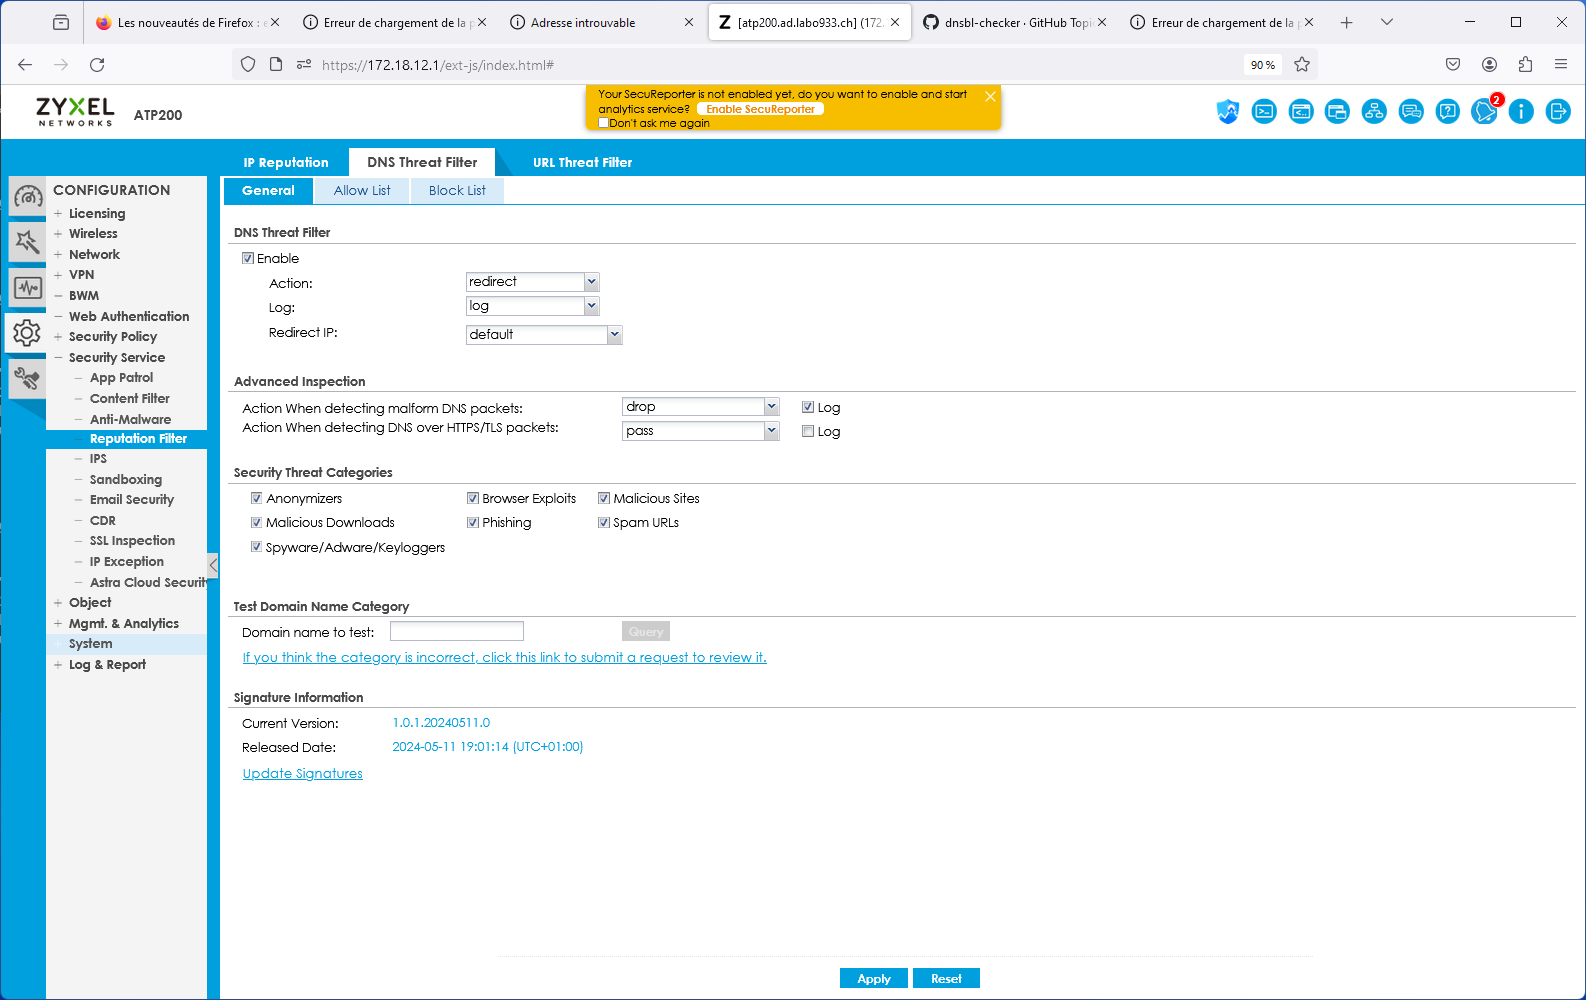 Les nouveautés de Firefox : e
Erreur de chargement de la p
Adresse introuvable
Z [atp200.ad.labo933.ch] (172.
dnsbl-checker · GitHub Topic
Erreur de chargement de la p
https://172.18.12.1/ext-js/index.html#
90 %
ZYXEL
NETWORKS
ATP200
Your SecuReporter is not enabled yet, do you want to enable and start
analytics service? Enable SecuReporter
Don't ask me again
2
IP Reputation
DNS Threat Filter
URL Threat Filter
CONFIGURATION
Licensing
Wireless
Network
VPN
BWM
Web Authentication
Security Policy
Security Service
App Patrol
Content Filter
Anti-Malware
Reputation Filter
IPS
Sandboxing
Email Security
CDR
SSL Inspection
IP Exception
Astra Cloud Security
Object
Mgmt. & Analytics
System
Log & Report
General
Allow List
Block List
DNS Threat Filter
Enable
Action: redirect
Log: log
Redirect IP: default
Advanced Inspection
Action When detecting malform DNS packets: drop Log
Action When detecting DNS over HTTPS/TLS packets: pass Log
Security Threat Categories
Anonymizers Browser Exploits Malicious Sites
Malicious Downloads Phishing Spam URLs
Spyware/Adware/Keyloggers
Test Domain Name Category
Domain name to test: Query
If you think the category is incorrect, click this link to submit a request to review it.
Signature Information
Current Version: 1.0.1.20240511.0
Released Date: 2024-05-11 19:01:14 (UTC+01:00)
Update Signatures
Apply Reset